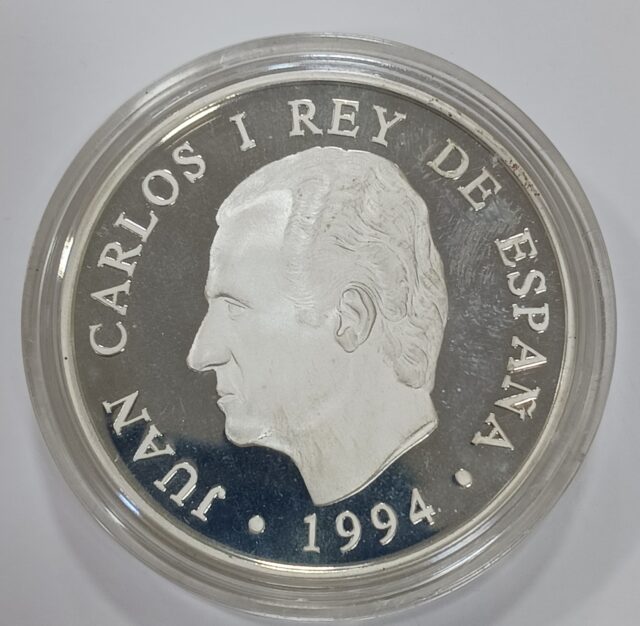 JUAN CARLOS I REY DE ESPAÑA
• 1994 •